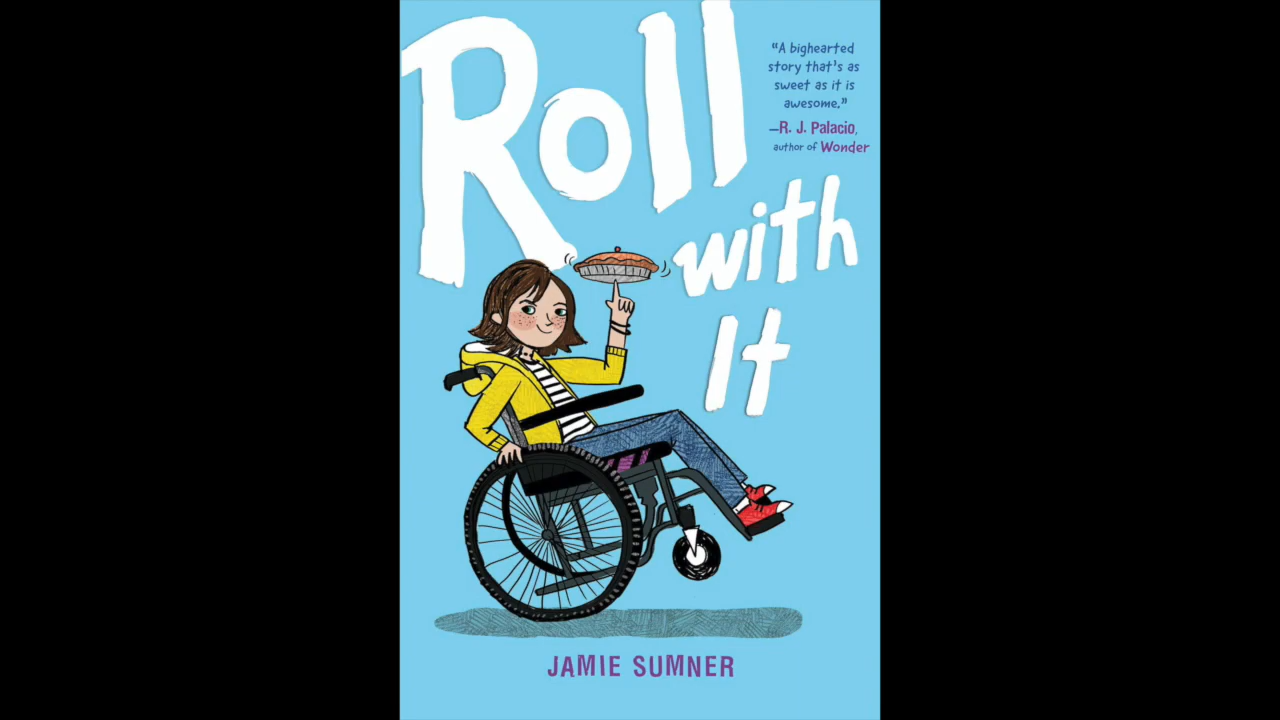 Roll
with
It
“A bighearted
story that’s as
sweet as it is
awesome.”
—R. J. Palacio,
author of Wonder
JAMIE SUMNER